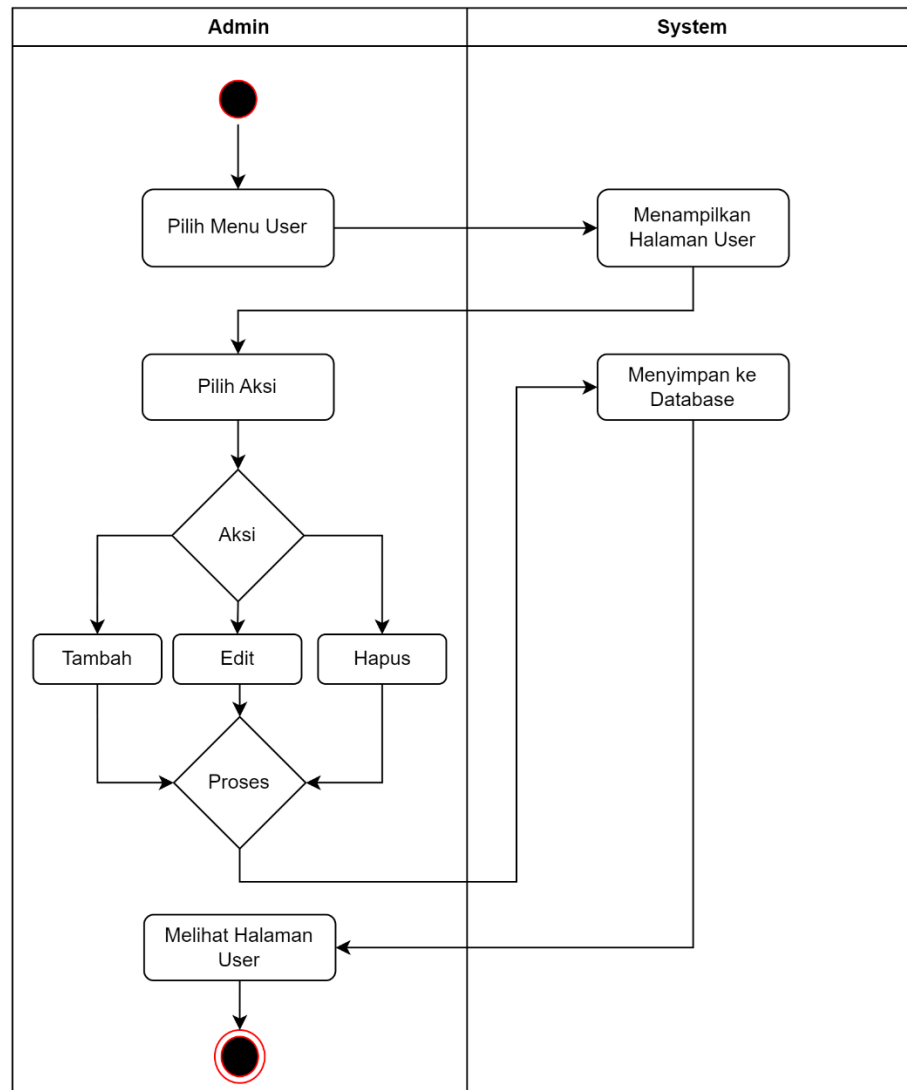 Admin
System
Pilih Menu User
Menampilkan
Halaman User
Pilih Aksi
Menyimpan ke
Database
Aksi
Tambah
Edit
Hapus
Proses
Melihat Halaman
User